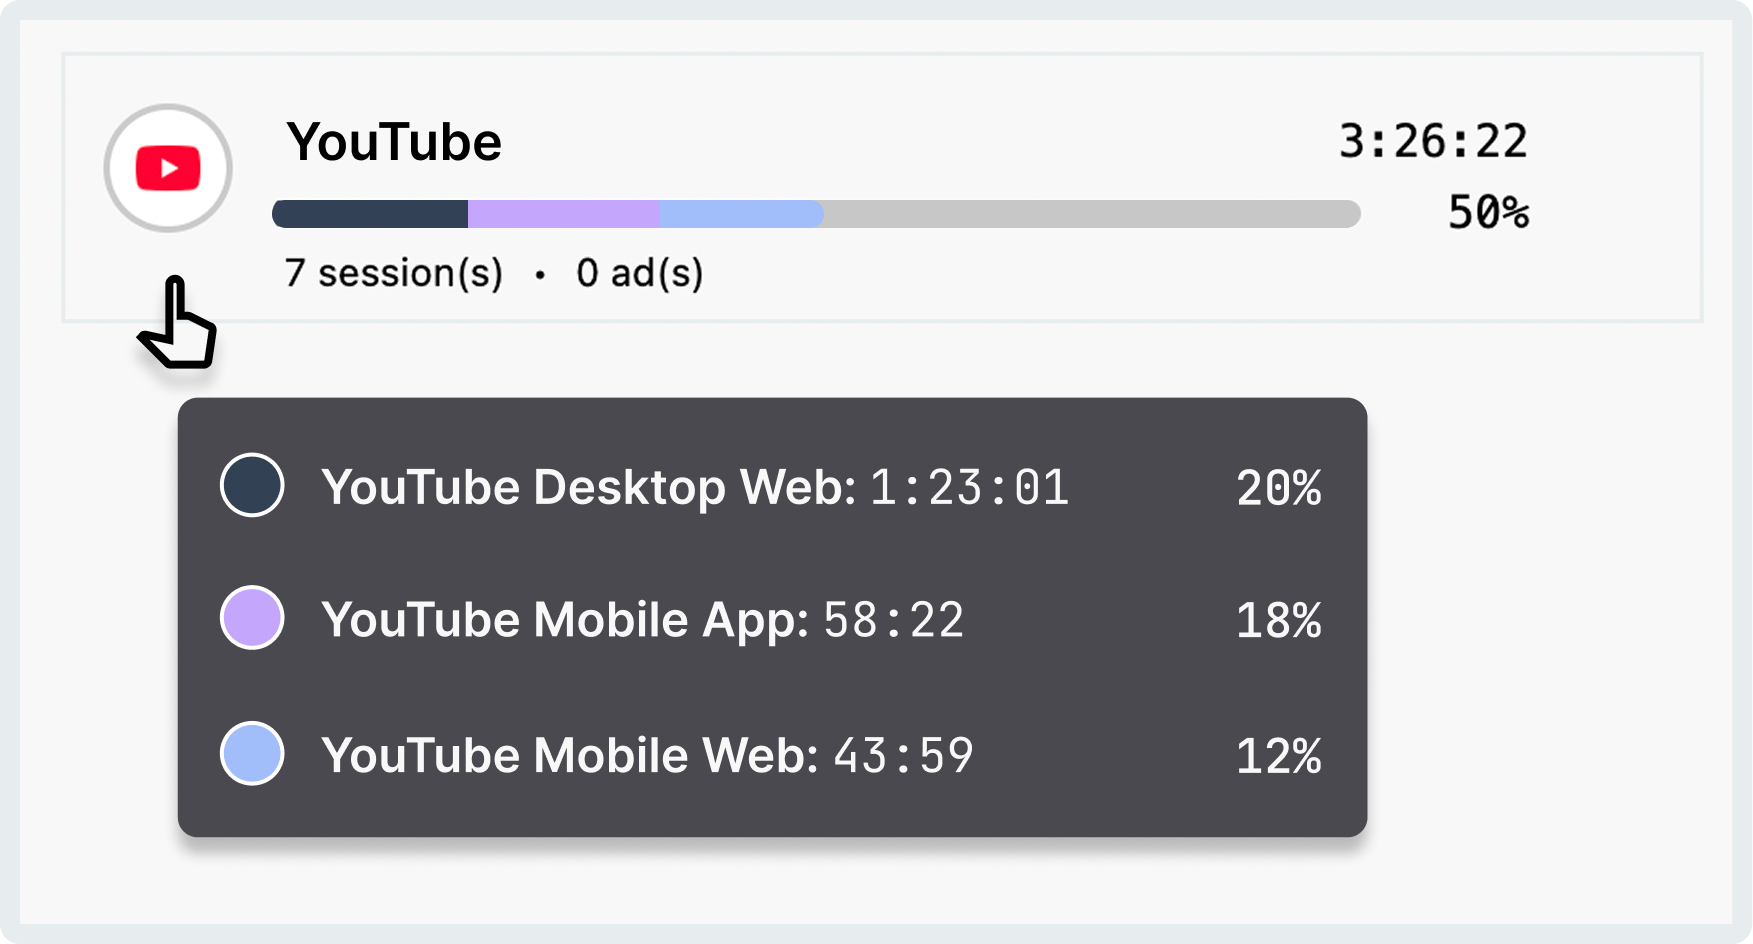 YouTube 3:26:22
50%
7 session(s) • 0 ad(s)
YouTube Desktop Web: 1:23:01 20%
YouTube Mobile App: 58:22 18%
YouTube Mobile Web: 43:59 12%